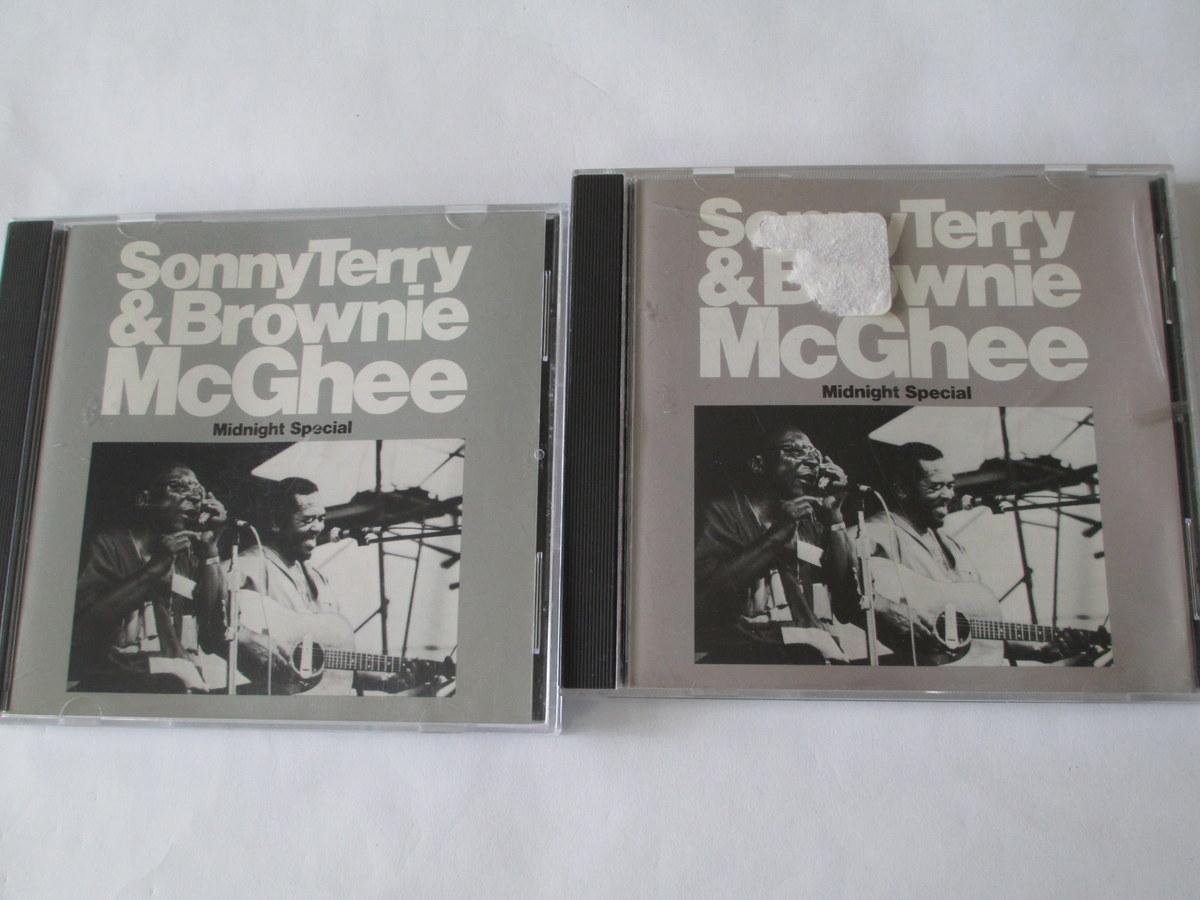 SonnyTerry
& Brownie
McGhee
Midnight Special
Terry
& B wnie
McGhee
Midnight Special